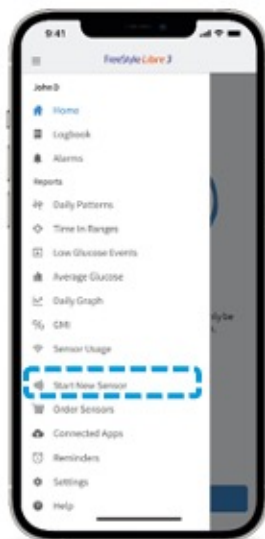 9:41
FreeStyle Libre 3
John D
Home
Logbook
Alarms
Reports
Daily Patterns
Time In Ranges
Low Glucose Events
Average Glucose
Daily Graph
GMI
Sensor Usage
Start New Sensor
Order Sensors
Connected Apps
Reminders
Settings
Help